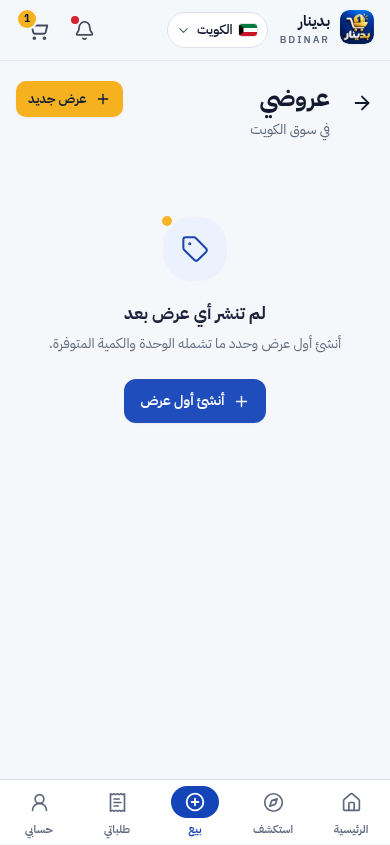 بدينار
BDINAR
بدينار
الكويت
1
عروضي
في سوق الكويت
عرض جديد
لم تنشر أي عرض بعد
أنشئ أول عرض وحدد ما تشمله الوحدة والكمية المتوفرة.
أنشئ أول عرض
الرئيسية
استكشف
بيع
طلباتي
حسابي